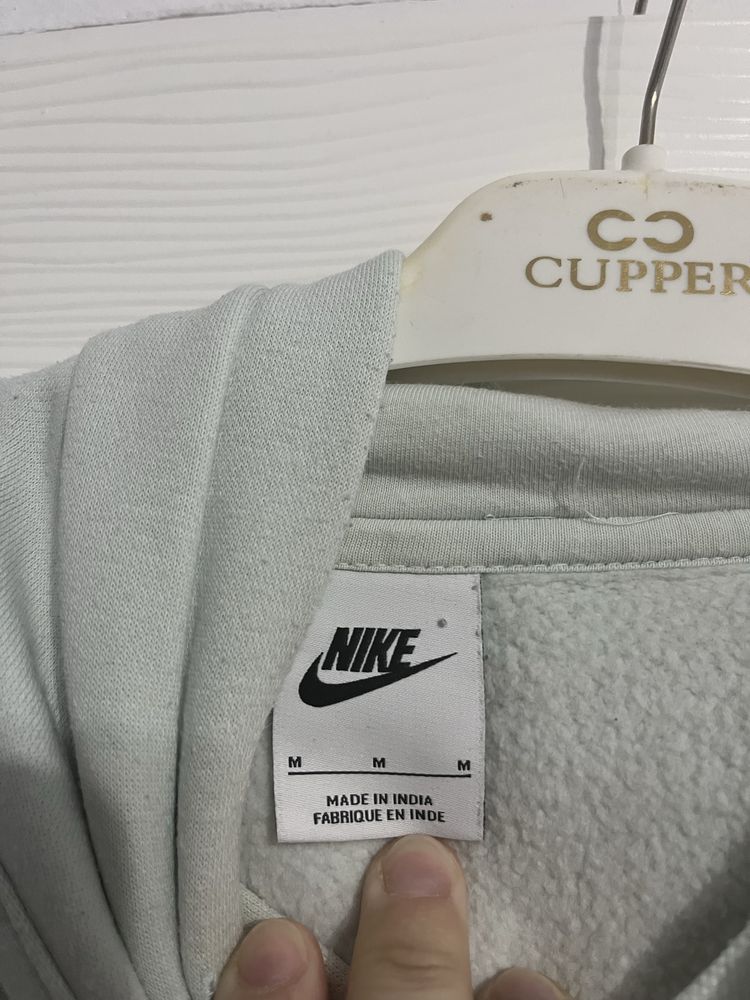 CUPPER
NIKE
M M M
MADE IN INDIA
FABRIQUE EN INDE